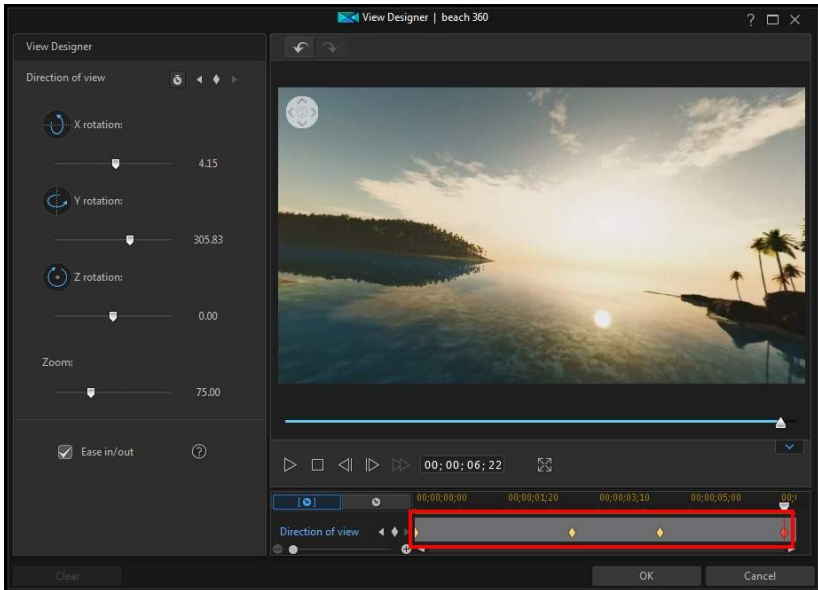 View Designer | beach 360
View Designer
Direction of view
X rotation:
4.15
Y rotation:
305.83
Z rotation:
0.00
Zoom:
75.00
Ease in/out
00; 00; 06; 22
00;00;00;00 00;00;01;20 00;00;03;10 00;00;05;00
Direction of view
Clear
OK
Cancel